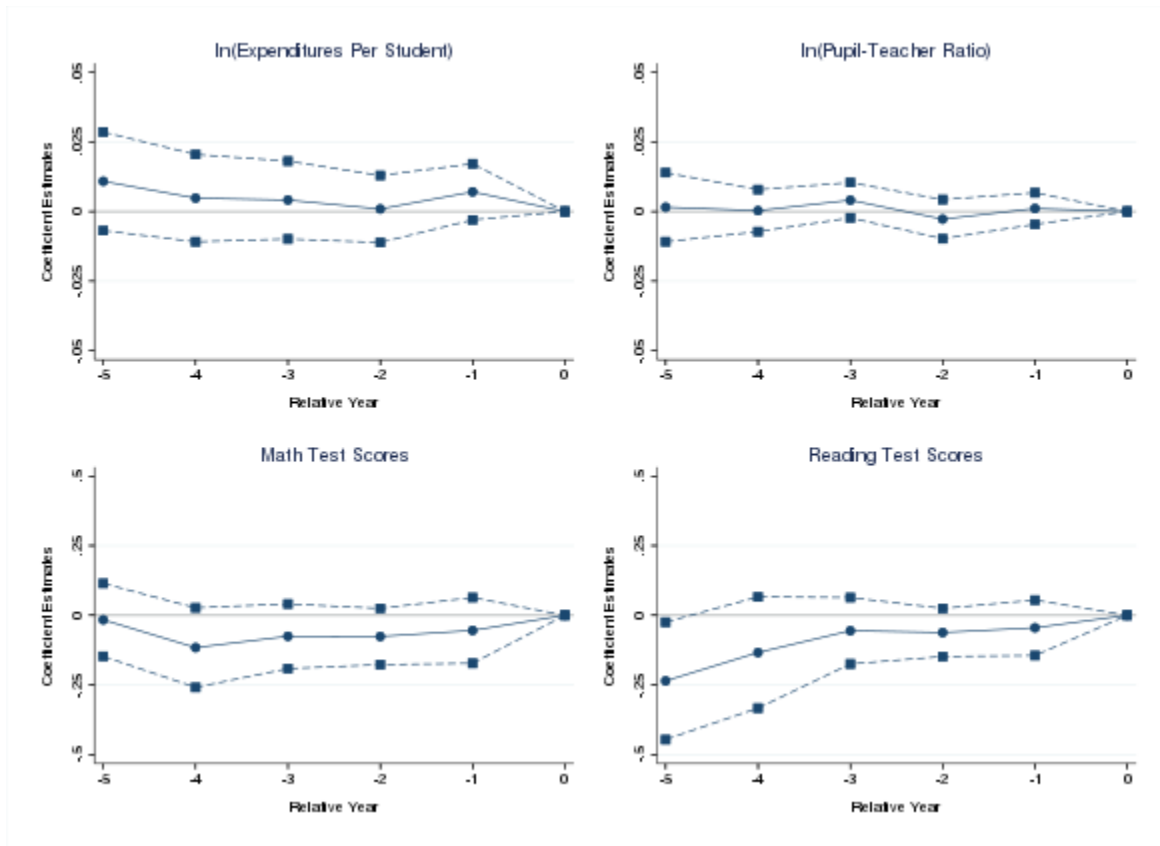 ln(Expenditures Per Student)
.05
.025
0
-.025
-.05
Coefficient Estimates
-5 -4 -3 -2 -1 0
Relative Year
ln(Pupil-Teacher Ratio)
.05
.025
0
-.025
-.05
Coefficient Estimates
-5 -4 -3 -2 -1 0
Relative Year
Math Test Scores
.5
.25
0
-.25
-.5
Coefficient Estimates
-5 -4 -3 -2 -1 0
Relative Year
Reading Test Scores
.5
.25
0
-.25
-.5
Coefficient Estimates
-5 -4 -3 -2 -1 0
Relative Year